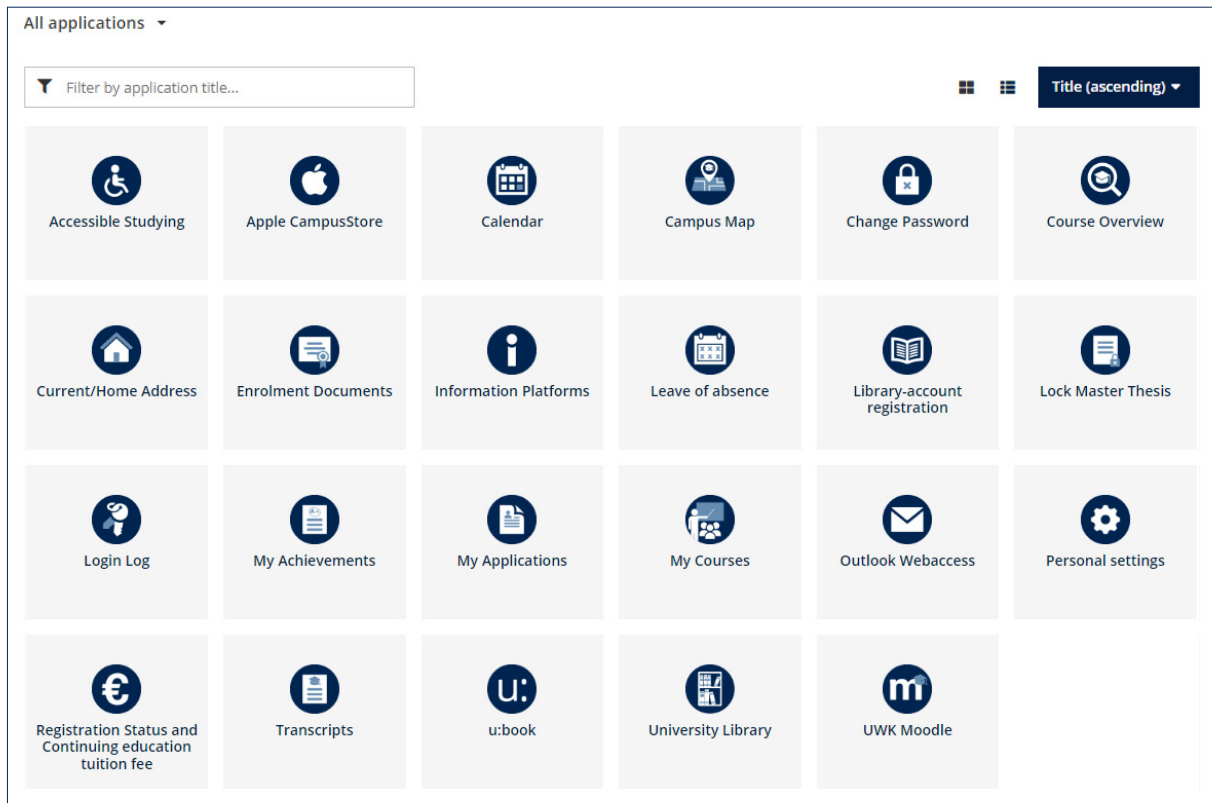 All applications
Filter by application title...
Title (ascending)
Accessible Studying
Apple CampusStore
Calendar
Campus Map
Change Password
Course Overview
Current/Home Address
Enrolment Documents
Information Platforms
Leave of absence
Library-account
registration
Lock Master Thesis
Login Log
My Achievements
My Applications
My Courses
Outlook Webaccess
Personal settings
Registration Status and
Continuing education
tuition fee
Transcripts
u:
u:book
University Library
m
UWK Moodle